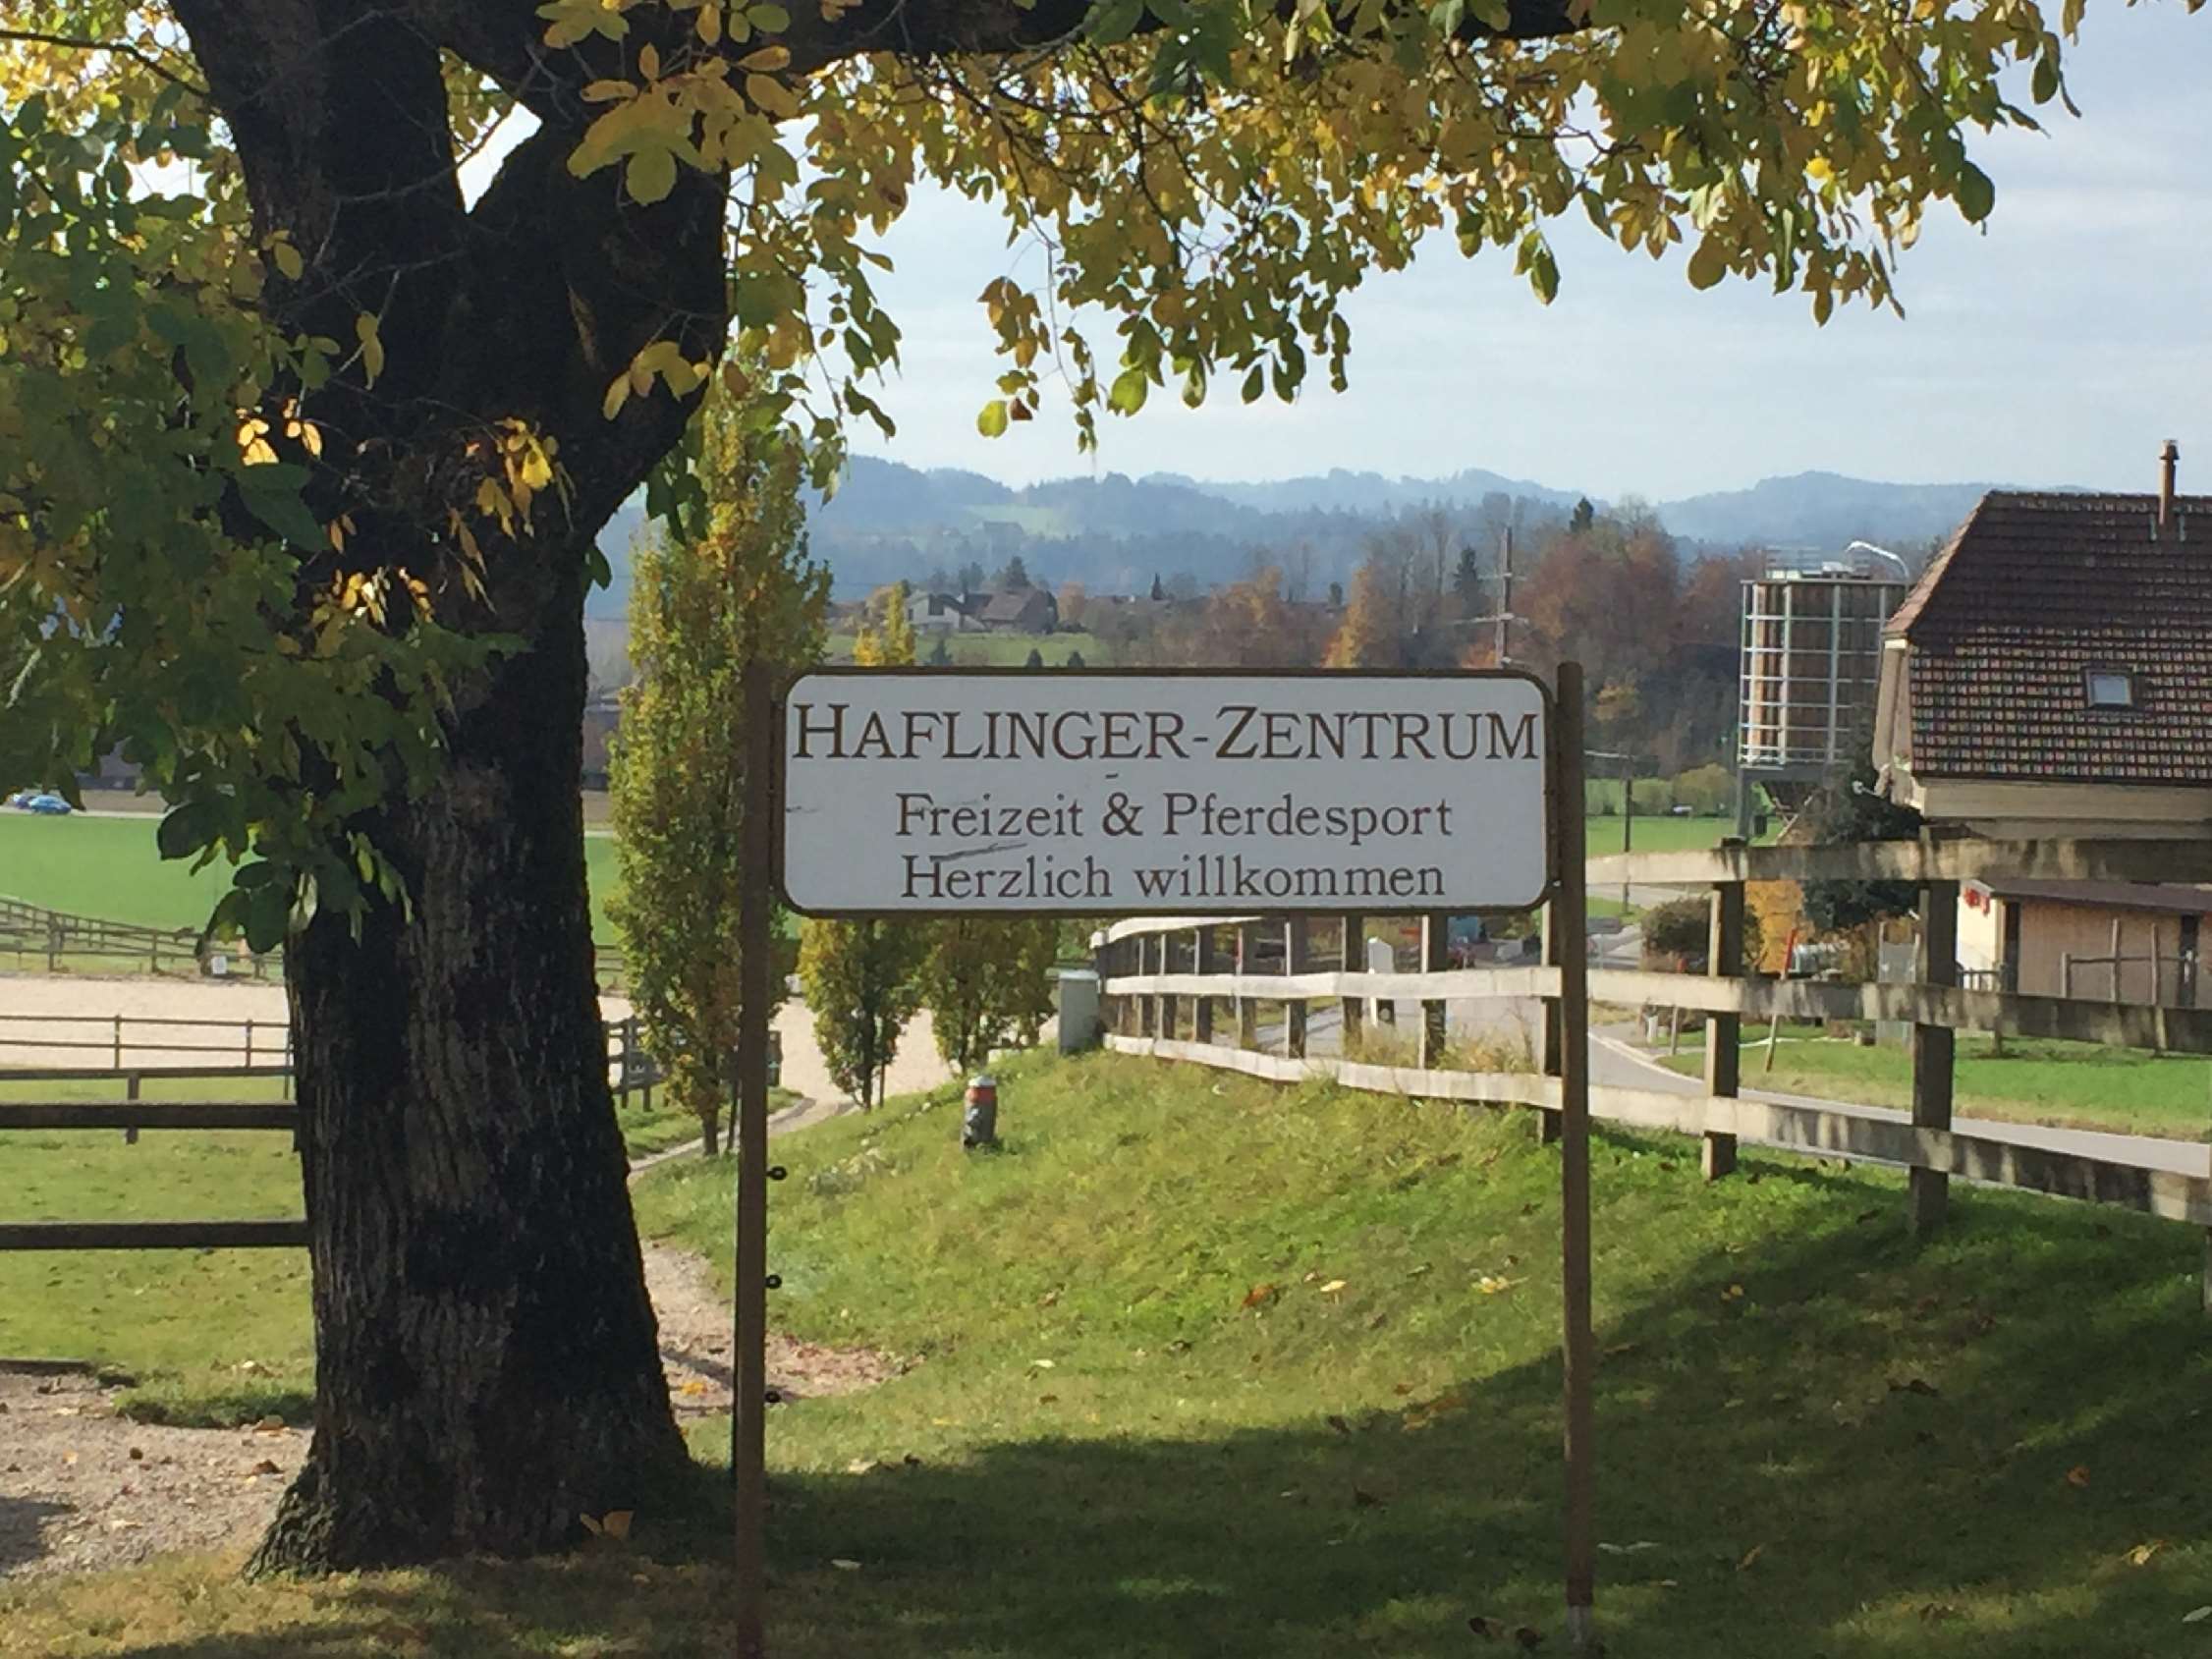 HAFLINGER-ZENTRUM
Freizeit & Pferdesport
Herzlich willkommen